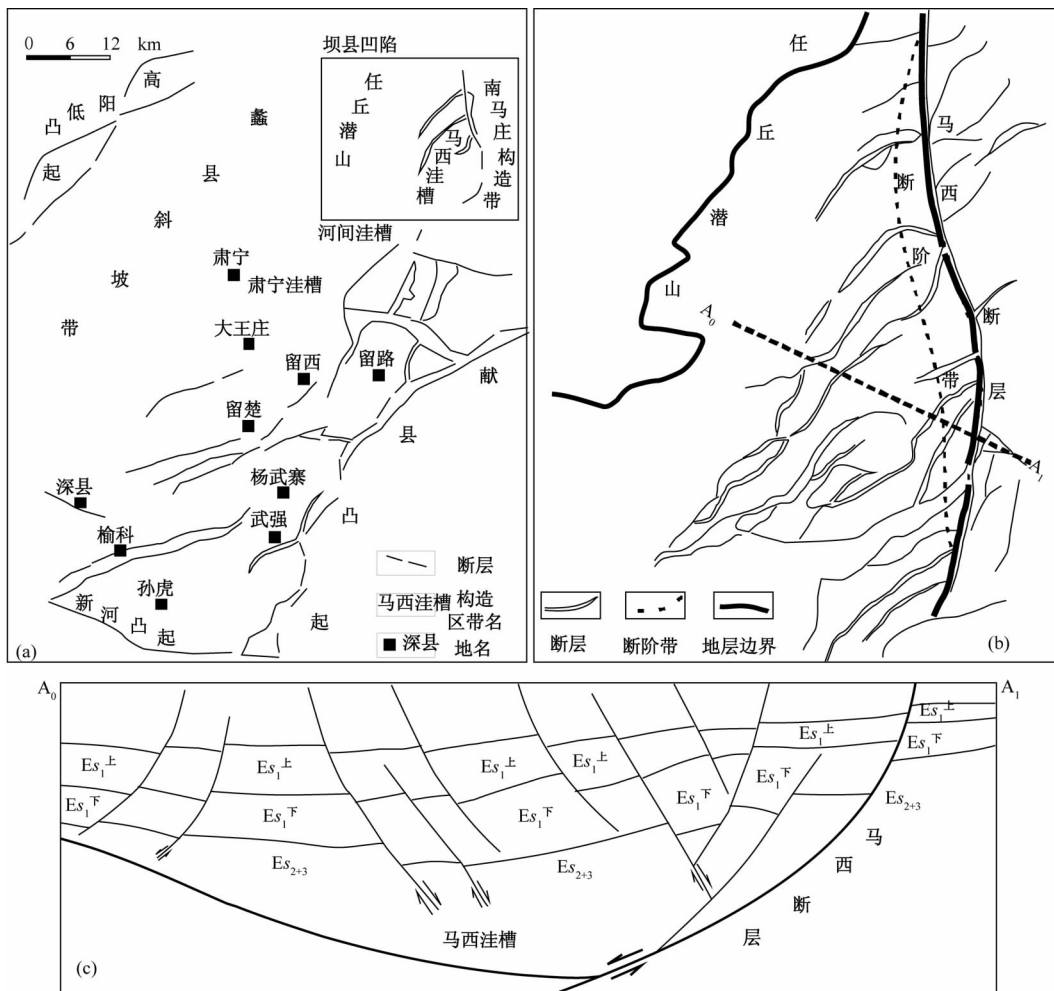 0 6 12 km
坝县凹陷
任丘潜山
南马庄构造带
马西洼槽
高阳低凸起
蠡县斜坡带
河间洼槽
肃宁
肃宁洼槽
大王庄
留西
留路
留楚
献县凸起
深县
杨武寨
榆科
武强
孙虎
新河凸起
断层
马西洼槽 构造区带名
深县 地名
(a)
任丘潜山
马西断层
断阶带
A0
A1
断层
断阶带
地层边界
(b)
A0
A1
Es1上
Es1上
Es1上
Es1上
Es1上
Es1上
Es1下
Es1下
Es1下
Es1下
Es1下
Es1下
Es2+3
Es2+3
Es2+3
马西洼槽
马西断层
(c)